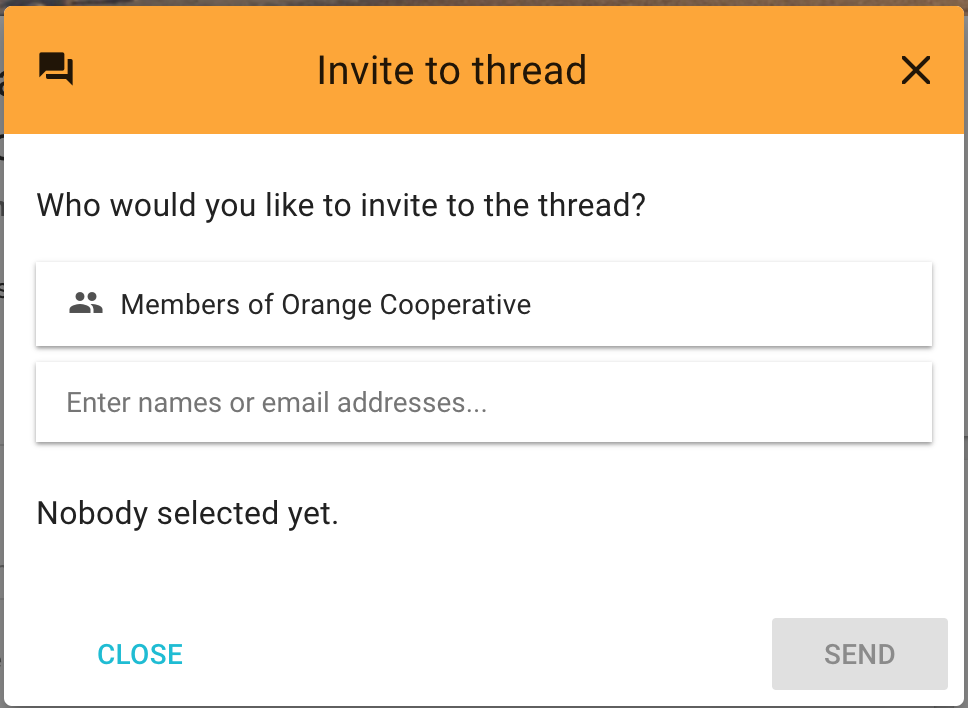 Invite to thread
Who would you like to invite to the thread?
Members of Orange Cooperative
Enter names or email addresses...
Nobody selected yet.
CLOSE
SEND